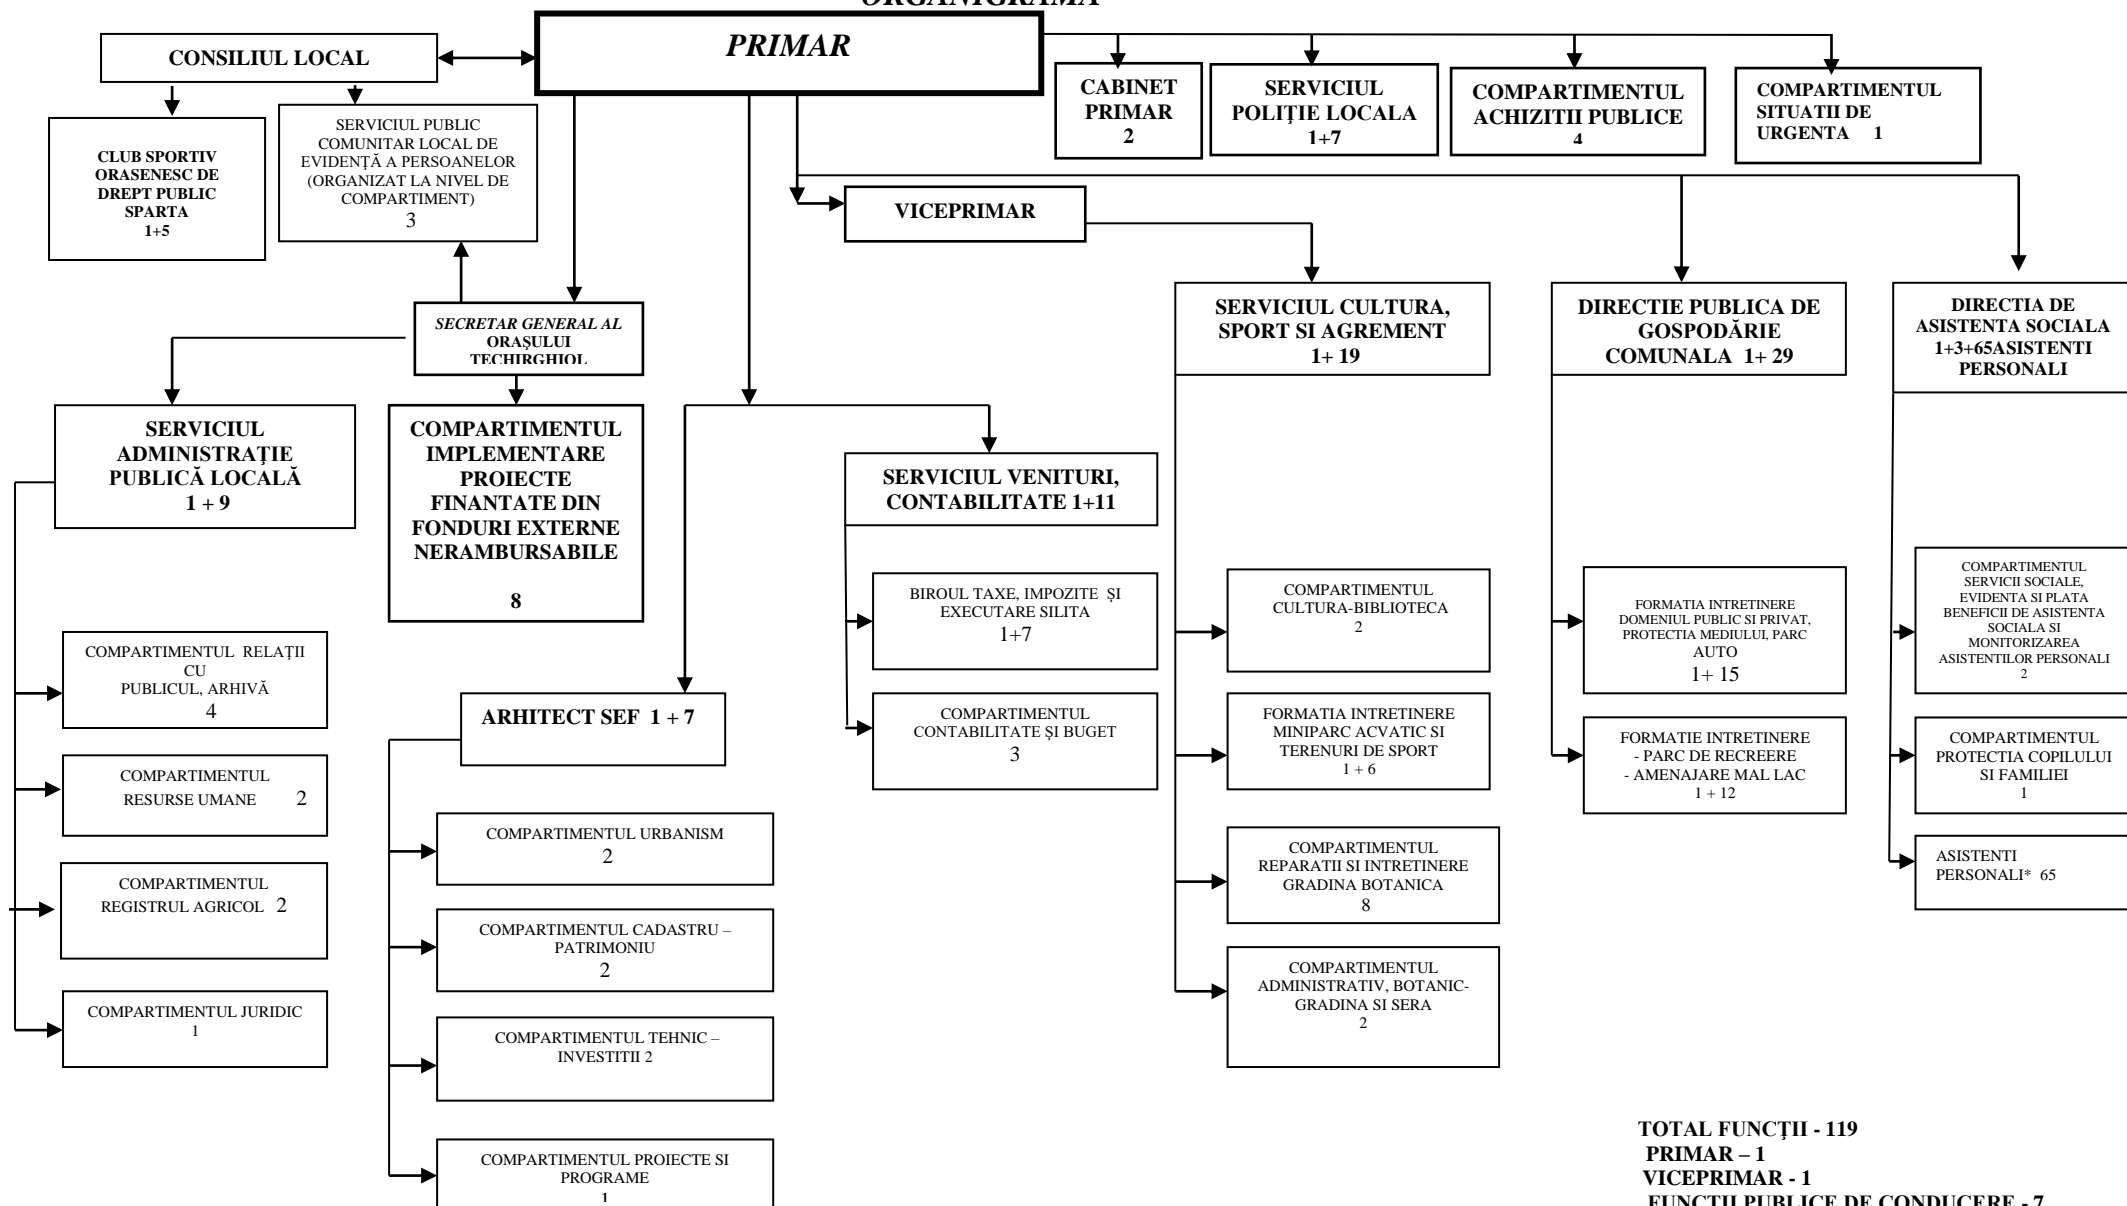 ORGANIGRAMA
PRIMAR
CONSILIUL LOCAL
CABINET
PRIMAR
2
SERVICIUL
POLIŢIE LOCALA
1+7
COMPARTIMENTUL
ACHIZITII PUBLICE
4
COMPARTIMENTUL
SITUATII DE
URGENTA 1
CLUB SPORTIV
ORASENESC DE
DREPT PUBLIC
SPARTA
1+5
SERVICIUL PUBLIC
COMUNITAR LOCAL DE
EVIDENŢĂ A PERSOANELOR
(ORGANIZAT LA NIVEL DE
COMPARTIMENT)
3
VICEPRIMAR
SECRETAR GENERAL AL
ORAŞULUI
TECHIRGHIOL
SERVICIUL CULTURA,
SPORT SI AGREMENT
1+ 19
DIRECTIE PUBLICA DE
GOSPODĂRIE
COMUNALA 1+ 29
DIRECTIA DE
ASISTENTA SOCIALA
1+3+65ASISTENTI
PERSONALI
SERVICIUL
ADMINISTRAŢIE
PUBLICĂ LOCALĂ
1 + 9
COMPARTIMENTUL
IMPLEMENTARE
PROIECTE
FINANTATE DIN
FONDURI EXTERNE
NERAMBURSABILE
8
SERVICIUL VENITURI,
CONTABILITATE 1+11
BIROUL TAXE, IMPOZITE ŞI
EXECUTARE SILITA
1+7
COMPARTIMENTUL
CONTABILITATE ŞI BUGET
3
COMPARTIMENTUL
CULTURA-BIBLIOTECA
2
FORMATIA INTRETINERE
MINIPARC ACVATIC SI
TERENURI DE SPORT
1 + 6
COMPARTIMENTUL
REPARATII SI INTRETINERE
GRADINA BOTANICA
8
COMPARTIMENTUL
ADMINISTRATIV, BOTANIC-
GRADINA SI SERA
2
FORMATIA INTRETINERE
DOMENIUL PUBLIC SI PRIVAT,
PROTECTIA MEDIULUI, PARC
AUTO
1+ 15
FORMATIE INTRETINERE
- PARC DE RECREERE
- AMENAJARE MAL LAC
1 + 12
COMPARTIMENTUL
SERVICII SOCIALE,
EVIDENTA SI PLATA
BENEFICII DE ASISTENTA
SOCIALA SI
MONITORIZAREA
ASISTENTILOR PERSONALI
2
COMPARTIMENTUL
PROTECTIA COPILULUI
SI FAMILIEI
1
ASISTENTI
PERSONALI* 65
COMPARTIMENTUL RELAŢII
CU
PUBLICUL, ARHIVĂ
4
COMPARTIMENTUL
RESURSE UMANE 2
COMPARTIMENTUL
REGISTRUL AGRICOL 2
COMPARTIMENTUL JURIDIC
1
ARHITECT SEF 1 + 7
COMPARTIMENTUL URBANISM
2
COMPARTIMENTUL CADASTRU –
PATRIMONIU
2
COMPARTIMENTUL TEHNIC –
INVESTITII 2
COMPARTIMENTUL PROIECTE SI
PROGRAME
1
TOTAL FUNCŢII - 119
PRIMAR – 1
VICEPRIMAR - 1
FUNCTII PUBLICE DE CONDUCERE - 7